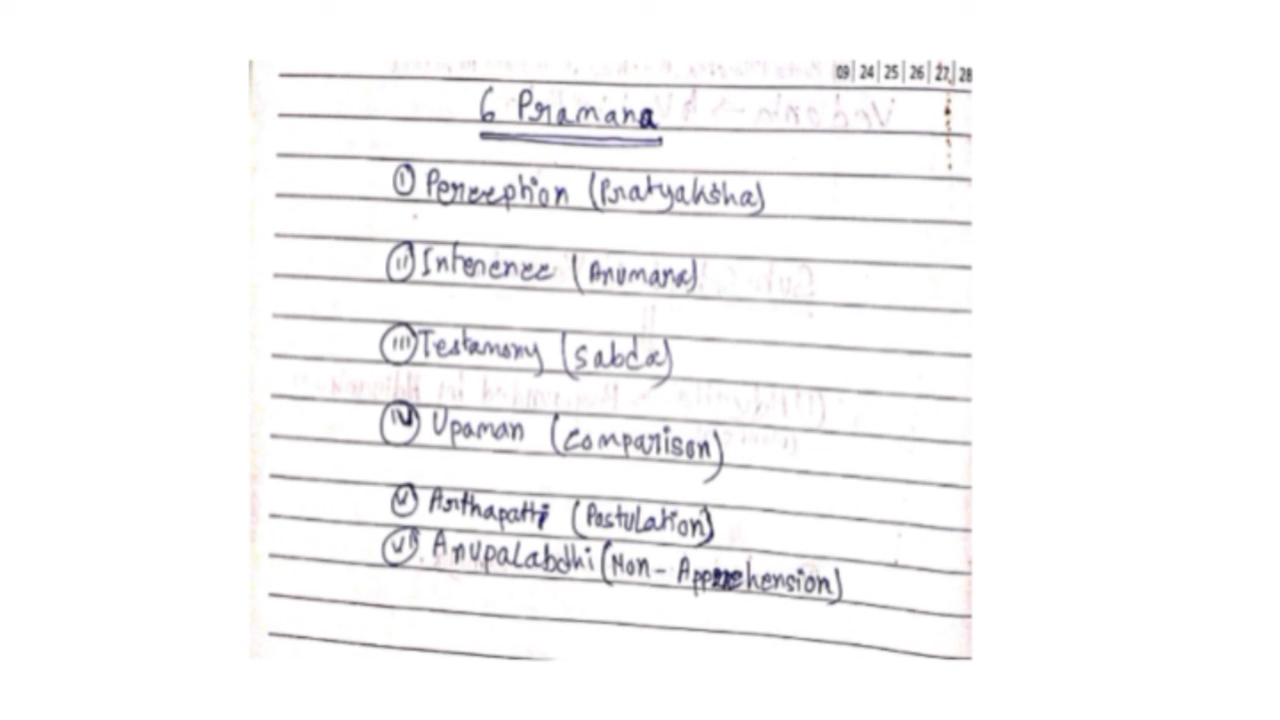 09 24 25 26 27 28
6 Pramana
(i) Perception (Pratyaksha)
(ii) Inference (Anumana)
(iii) Testamony (Sabda)
(iv) Upaman (Comparison)
(v) Arthapatti (Postulation)
(vi) Anupalabdhi (Non-Apprehension)